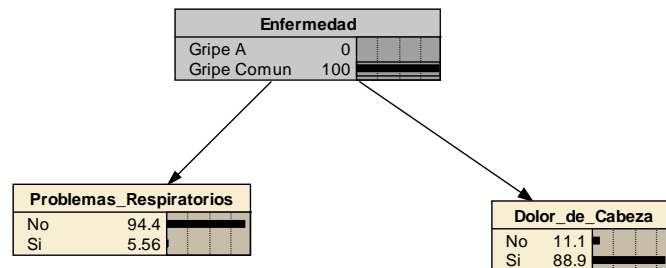 Enfermedad
Gripe A 0
Gripe Comun 100
Problemas_Respiratorios
No 94.4
Si 5.56
Dolor_de_Cabeza
No 11.1
Si 88.9